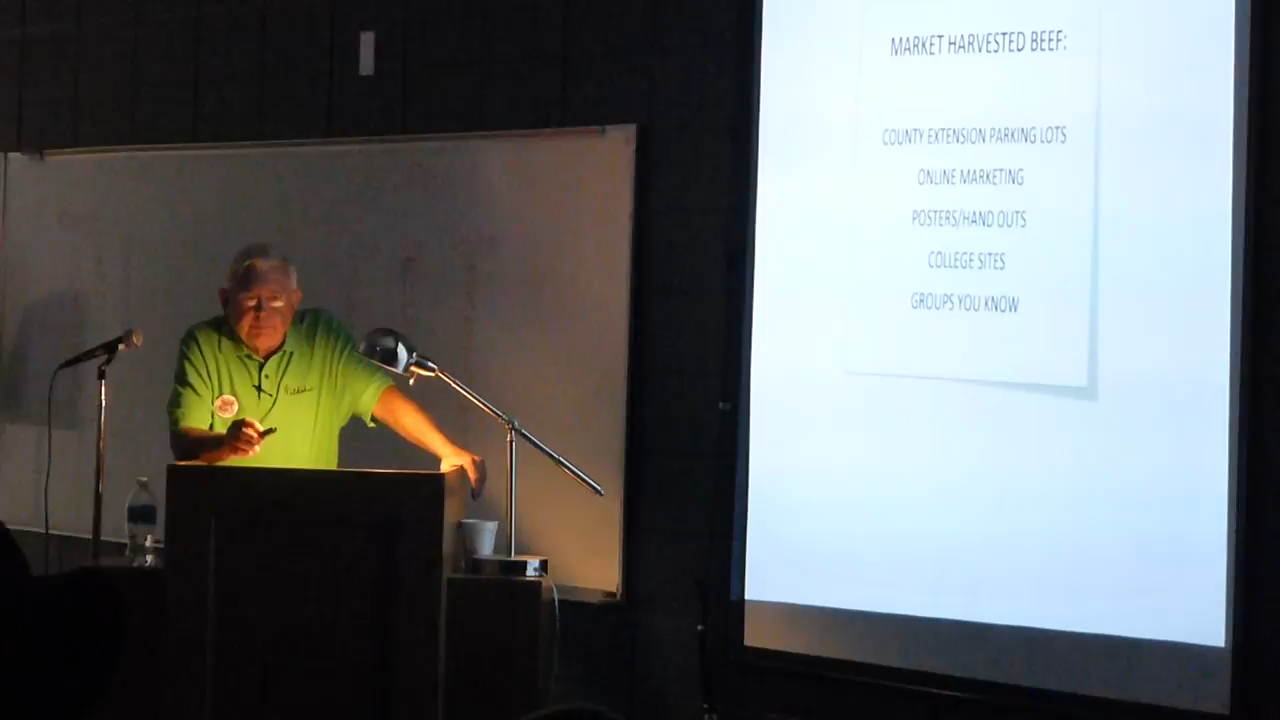 MARKET HARVESTED BEEF:
COUNTY EXTENSION PARKING LOTS
ONLINE MARKETING
POSTERS/HAND OUTS
COLLEGE SITES
GROUPS YOU KNOW